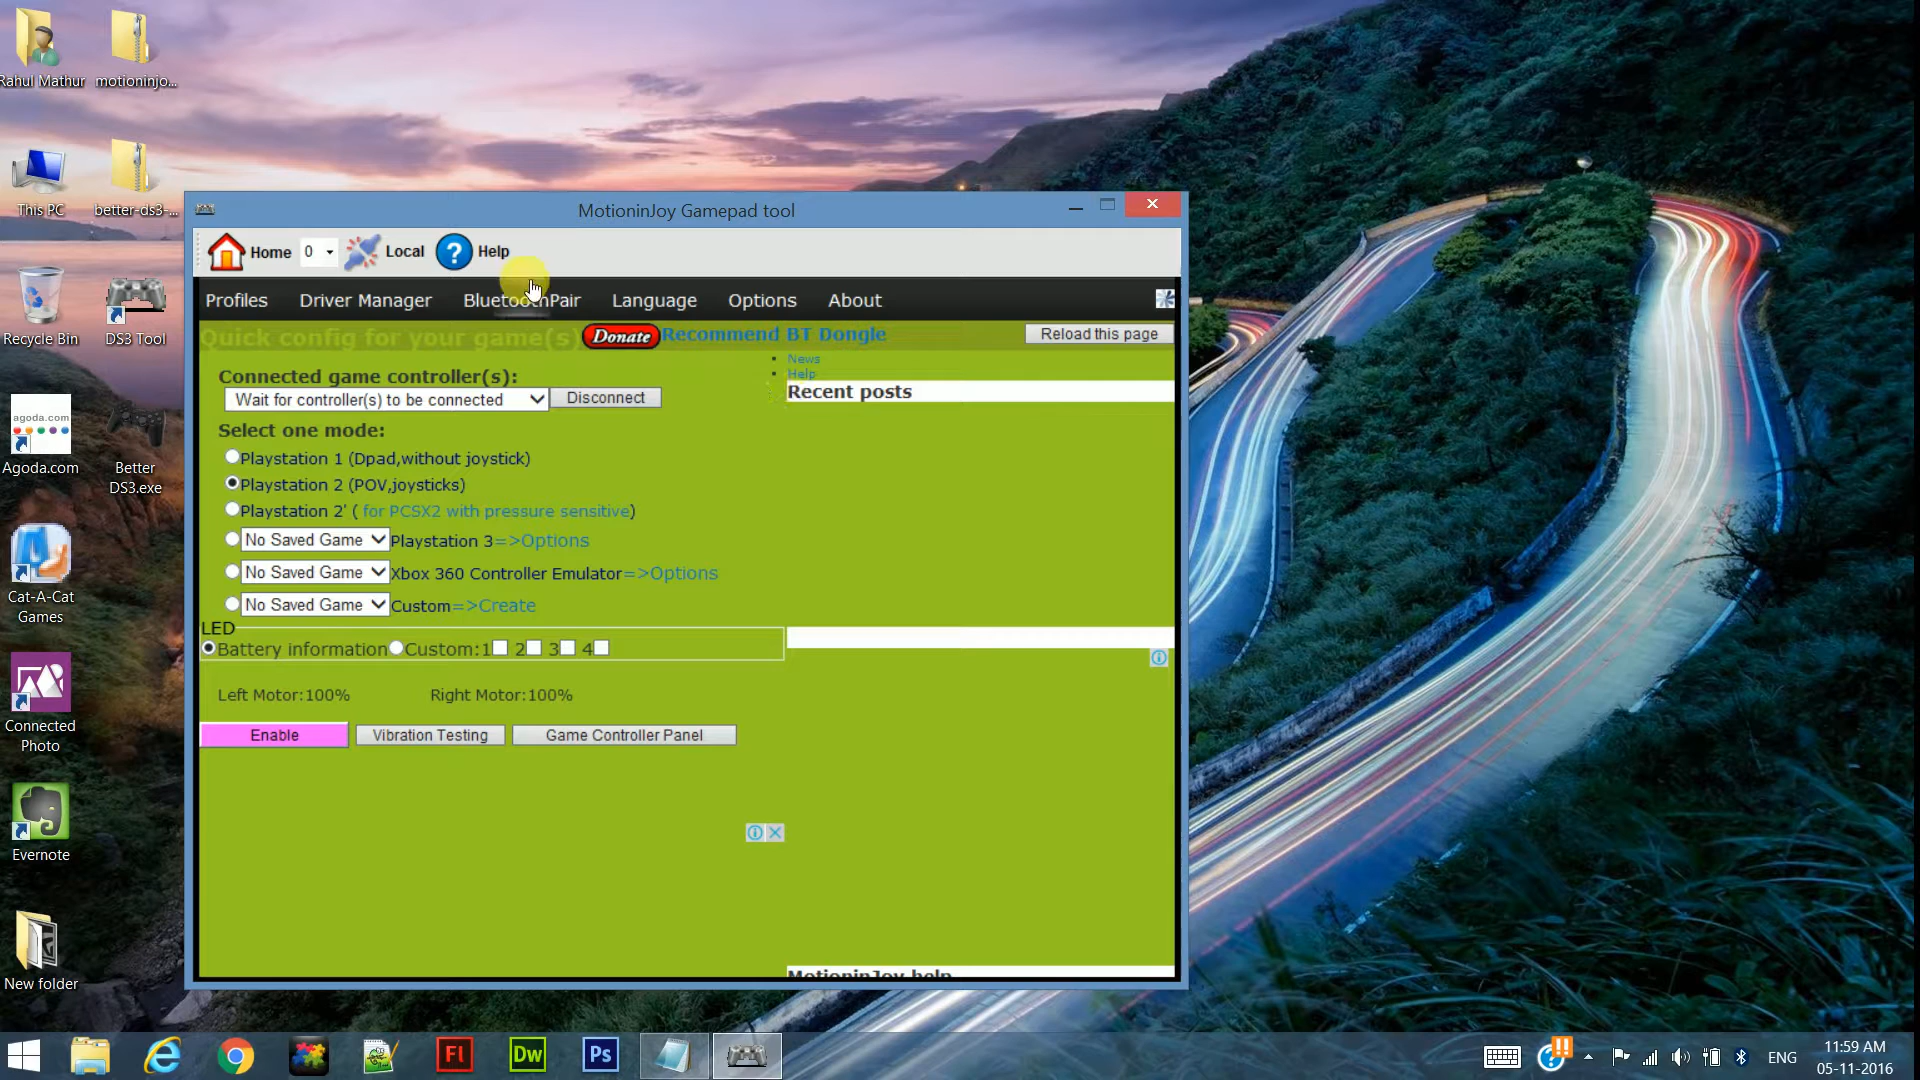 Rahul Mathur
motioninjo...
This PC
better-ds3-...
Recycle Bin
DS3 Tool
agoda.com
Agoda.com
Better
DS3.exe
Cat-A-Cat
Games
Connected
Photo
Evernote
New folder
MotioninJoy Gamepad tool
Home 0 Local ? Help
Profiles Driver Manager BluetoothPair Language Options About
Quick config for your game(s) Donate Recommend BT Dongle Reload this page
News
Help
Recent posts
Connected game controller(s):
Wait for controller(s) to be connected Disconnect
Select one mode:
Playstation 1 (Dpad,without joystick)
Playstation 2 (POV,joysticks)
Playstation 2' ( for PCSX2 with pressure sensitive)
No Saved Game Playstation 3=>Options
No Saved Game Xbox 360 Controller Emulator=>Options
No Saved Game Custom=>Create
LED
Battery information Custom:1 2 3 4
Left Motor:100% Right Motor:100%
Enable Vibration Testing Game Controller Panel
MotioninJoy help
Fl Dw Ps
ENG
11:59 AM
05-11-2016